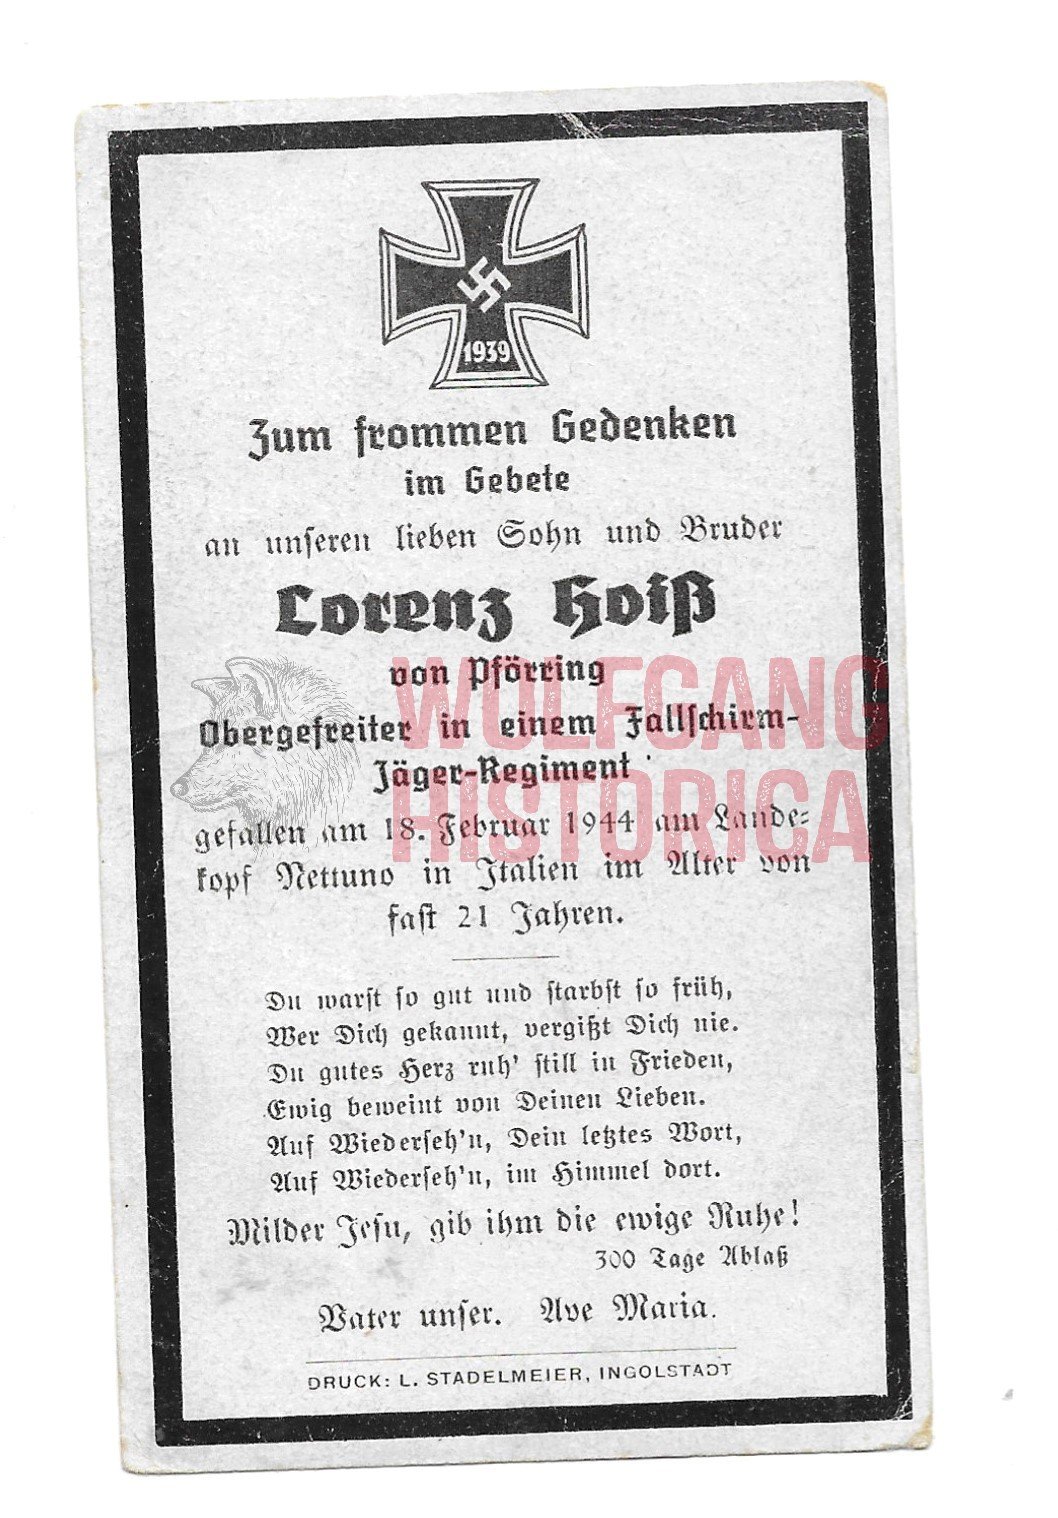 1939
Zum frommen Gedenken
im Gebete
an unseren lieben Sohn und Bruder
Lorenz Hoiß
von Pförring
Obergefreiter in einem Fallschirm-
Jäger-Regiment
gefallen am 18. Februar 1944 am Lande-
kopf Nettuno in Italien im Alter von
fast 21 Jahren.
WOLFGANG
HISTORICA
Du warst so gut und starbst so früh,
Wer Dich gekannt, vergißt Dich nie.
Du gutes Herz ruh' still in Frieden,
Ewig beweint von Deinen Lieben.
Auf Wiederseh'n, Dein letztes Wort,
Auf Wiederseh'n, im Himmel dort.
Milder Jesu, gib ihm die ewige Ruhe!
300 Tage Ablaß
Vater unser. Ave Maria.
DRUCK: L. STADELMEIER, INGOLSTADT